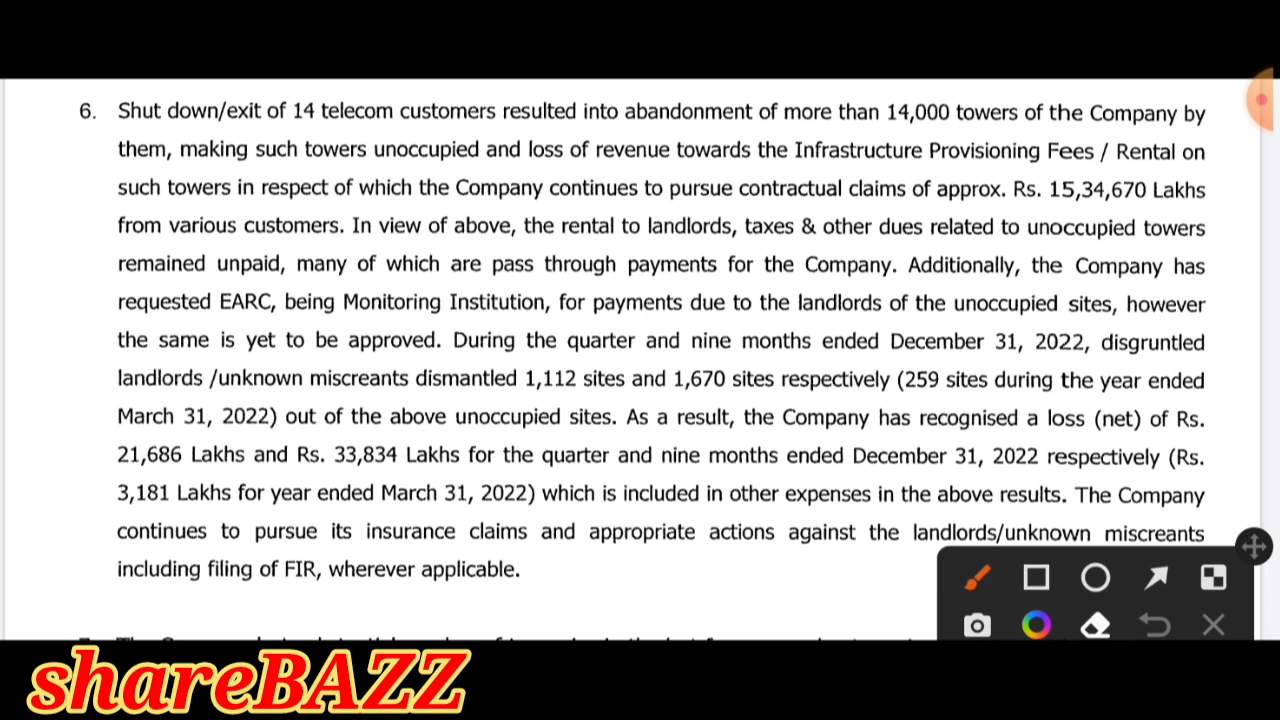 6. Shut down/exit of 14 telecom customers resulted into abandonment of more than 14,000 towers of the Company by
them, making such towers unoccupied and loss of revenue towards the Infrastructure Provisioning Fees / Rental on
such towers in respect of which the Company continues to pursue contractual claims of approx. Rs. 15,34,670 Lakhs
from various customers. In view of above, the rental to landlords, taxes & other dues related to unoccupied towers
remained unpaid, many of which are pass through payments for the Company. Additionally, the Company has
requested EARC, being Monitoring Institution, for payments due to the landlords of the unoccupied sites, however
the same is yet to be approved. During the quarter and nine months ended December 31, 2022, disgruntled
landlords /unknown miscreants dismantled 1,112 sites and 1,670 sites respectively (259 sites during the year ended
March 31, 2022) out of the above unoccupied sites. As a result, the Company has recognised a loss (net) of Rs.
21,686 Lakhs and Rs. 33,834 Lakhs for the quarter and nine months ended December 31, 2022 respectively (Rs.
3,181 Lakhs for year ended March 31, 2022) which is included in other expenses in the above results. The Company
continues to pursue its insurance claims and appropriate actions against the landlords/unknown miscreants
including filing of FIR, wherever applicable.
shareBAZZ